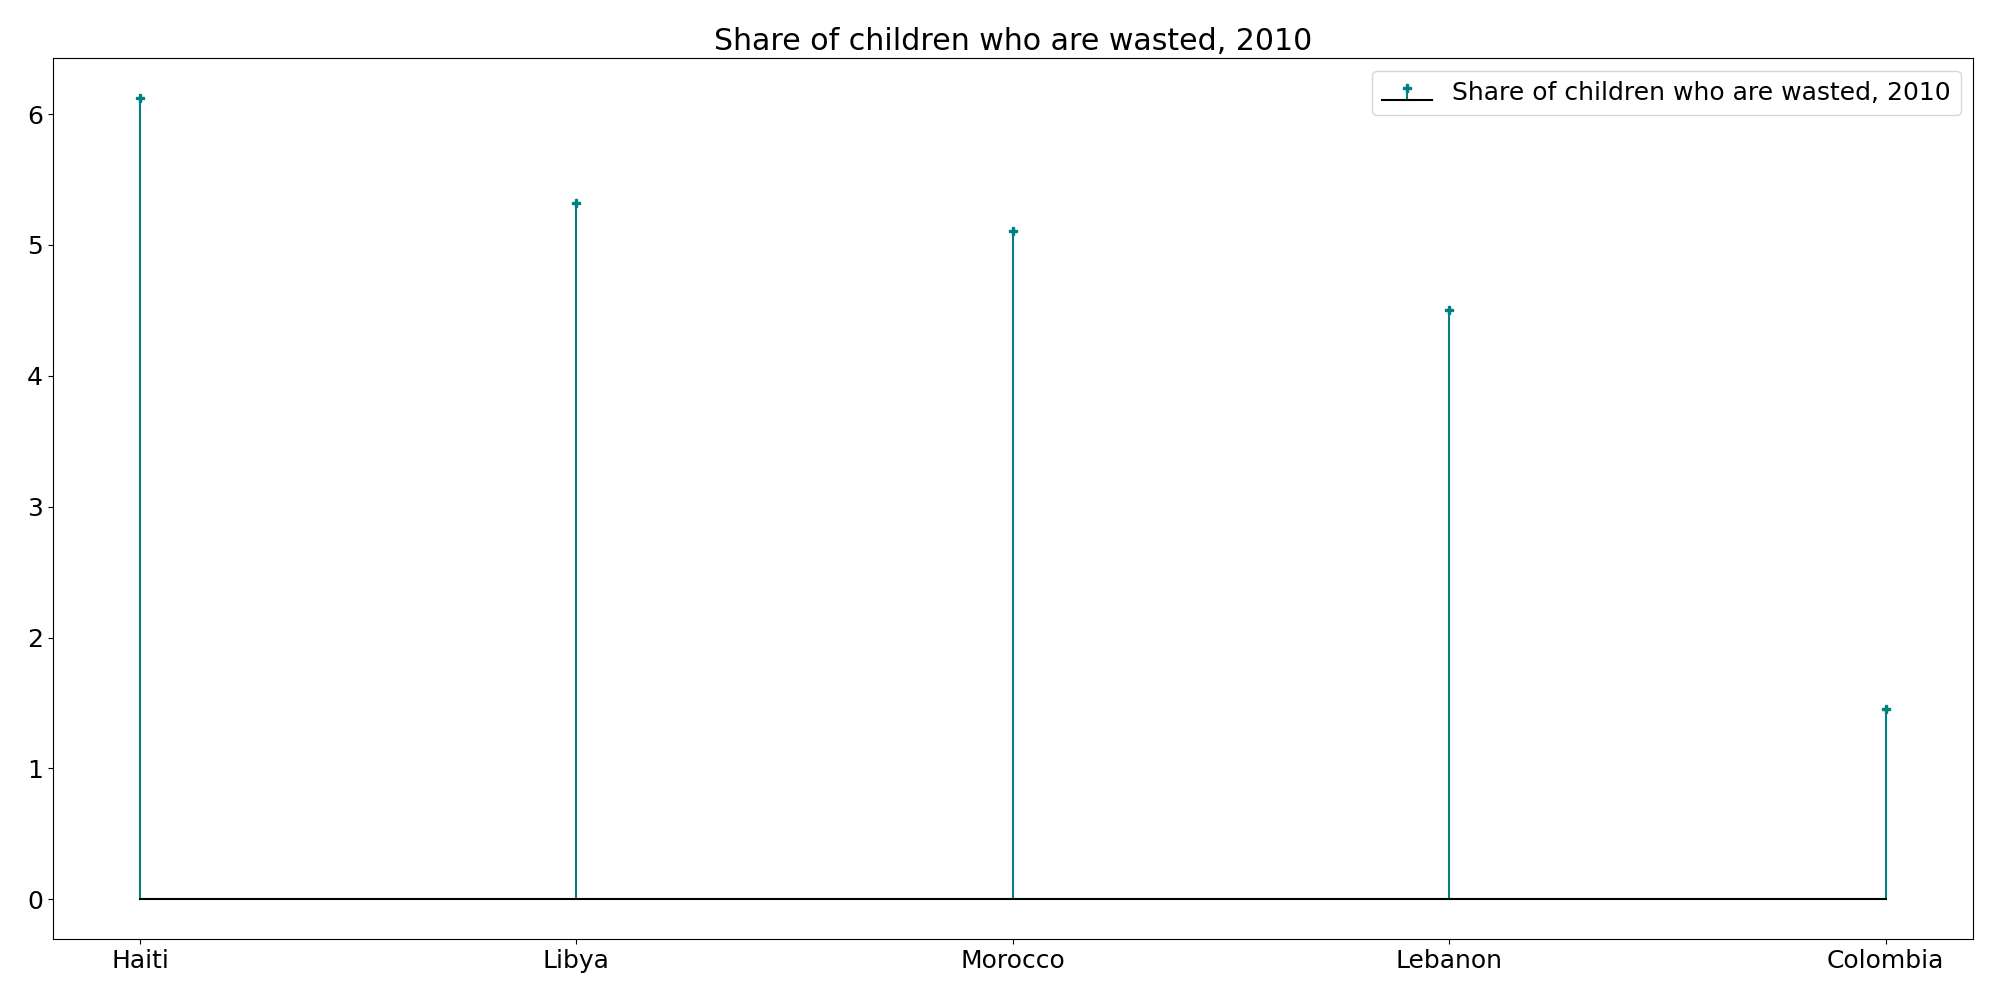 Share of children who are wasted, 2010
Share of children who are wasted, 2010
6
5
4
3
2
1
0
Haiti Libya Morocco Lebanon Colombia